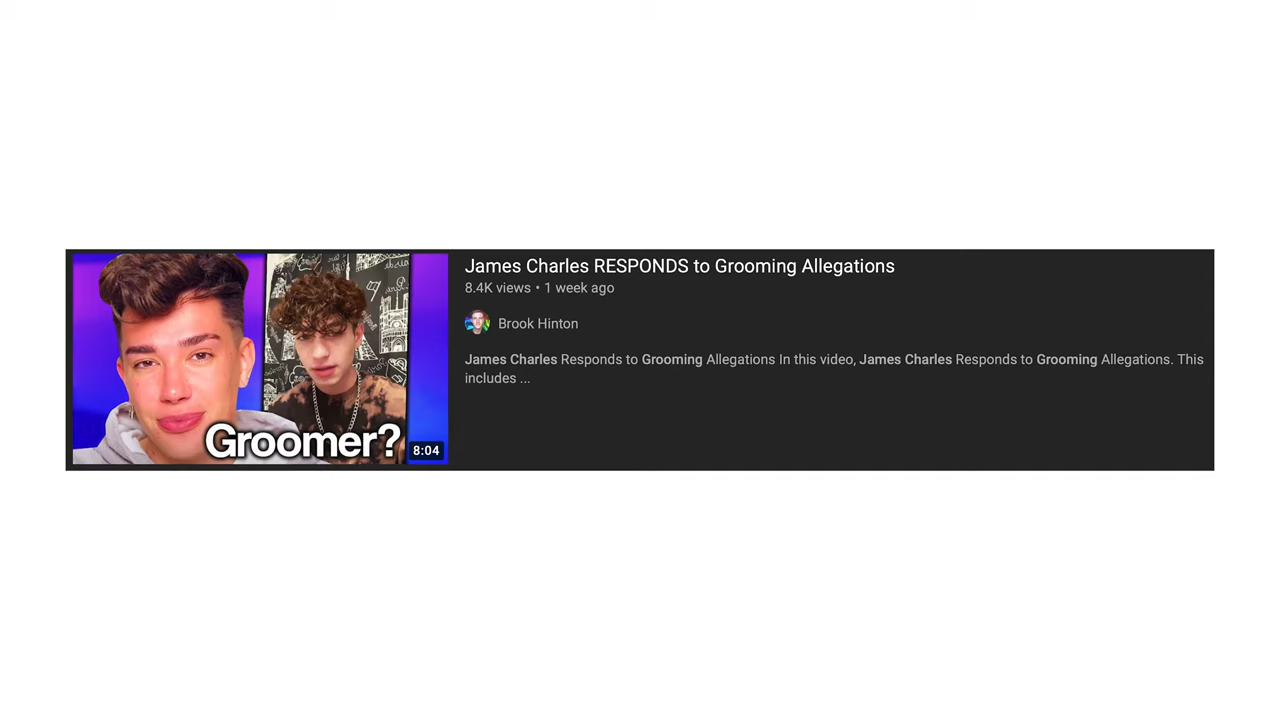 James Charles RESPONDS to Grooming Allegations
8.4K views • 1 week ago
Brook Hinton
James Charles Responds to Grooming Allegations In this video, James Charles Responds to Grooming Allegations. This
includes ...
Groomer?
8:04